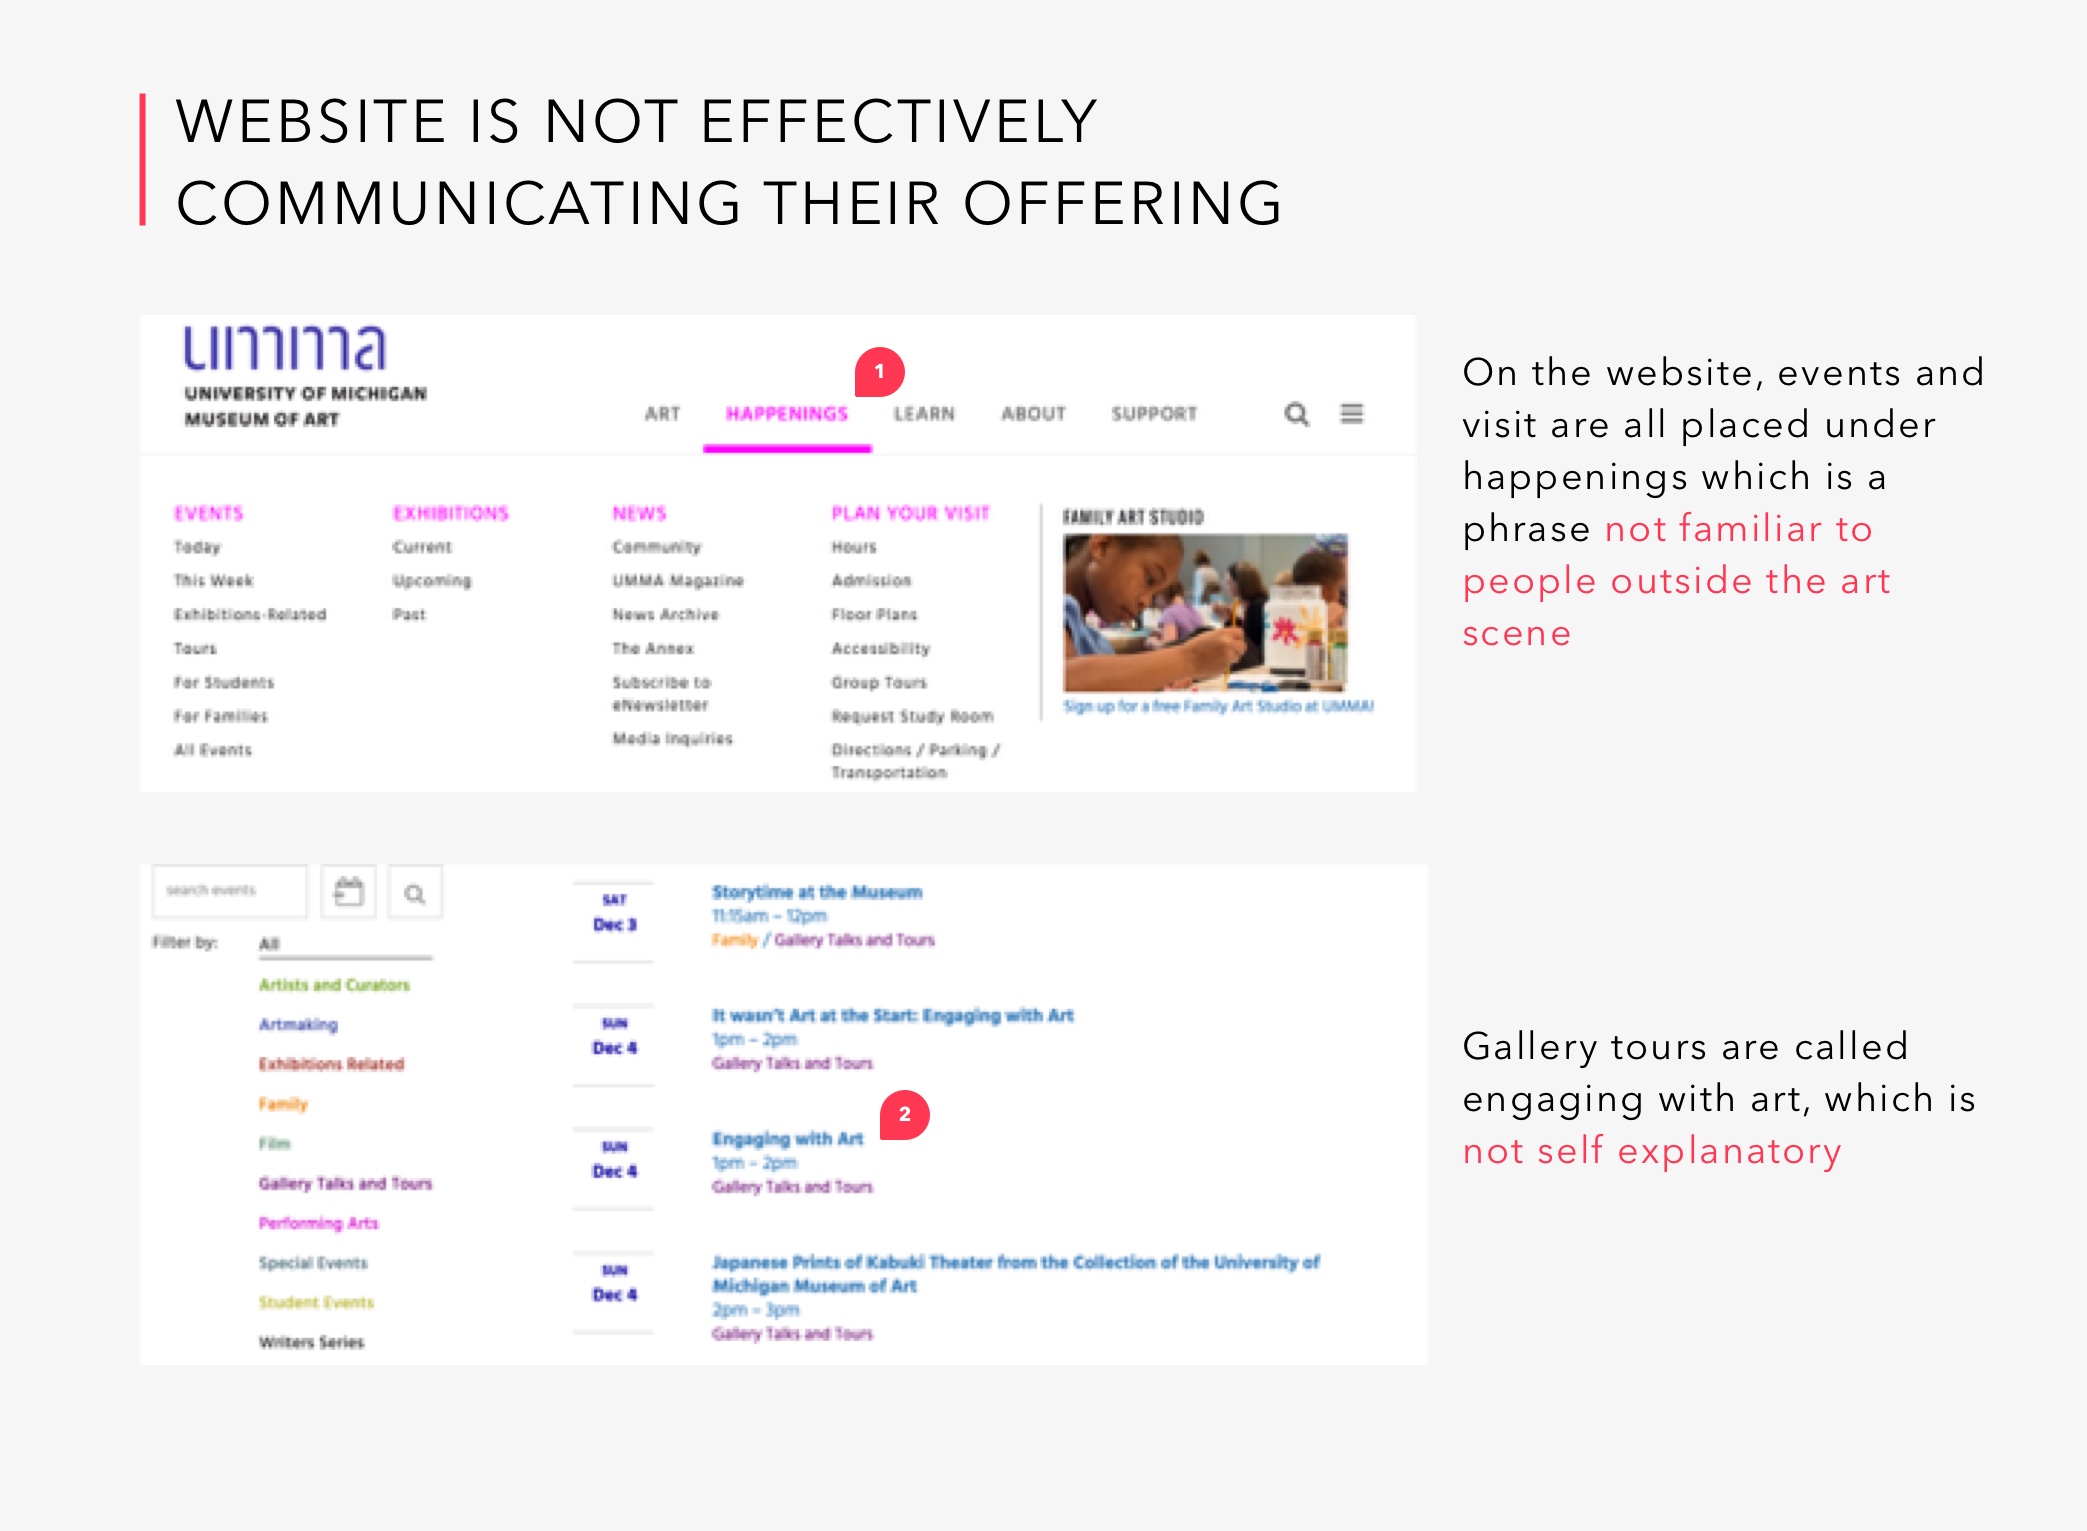 WEBSITE IS NOT EFFECTIVELY
COMMUNICATING THEIR OFFERING
umma
UNIVERSITY OF MICHIGAN
MUSEUM OF ART
1
ART HAPPENINGS LEARN ABOUT SUPPORT
EVENTS
Today
This Week
Exhibitions-Related
Tours
For Students
For Families
All Events
EXHIBITIONS
Current
Upcoming
Past
NEWS
Community
UMMA Magazine
News Archive
The Annex
Subscribe to
eNewsletter
Media Inquiries
PLAN YOUR VISIT
Hours
Admission
Floor Plans
Accessibility
Group Tours
Request Study Room
Directions / Parking /
Transportation
FAMILY ART STUDIO
Sign up for a free Family Art Studio at UMMA!
On the website, events and
visit are all placed under
happenings which is a
phrase not familiar to
people outside the art
scene
search events
Filter by: All
Artists and Curators
Artmaking
Exhibitions Related
Family
Film
Gallery Talks and Tours
Performing Arts
Special Events
Student Events
Writers Series
SAT
Dec 3
Storytime at the Museum
11:15am – 12pm
Family / Gallery Talks and Tours
SUN
Dec 4
It wasn't Art at the Start: Engaging with Art
1pm – 2pm
Gallery Talks and Tours
2
SUN
Dec 4
Engaging with Art
1pm – 2pm
Gallery Talks and Tours
SUN
Dec 4
Japanese Prints of Kabuki Theater from the Collection of the University of
Michigan Museum of Art
2pm – 3pm
Gallery Talks and Tours
Gallery tours are called
engaging with art, which is
not self explanatory